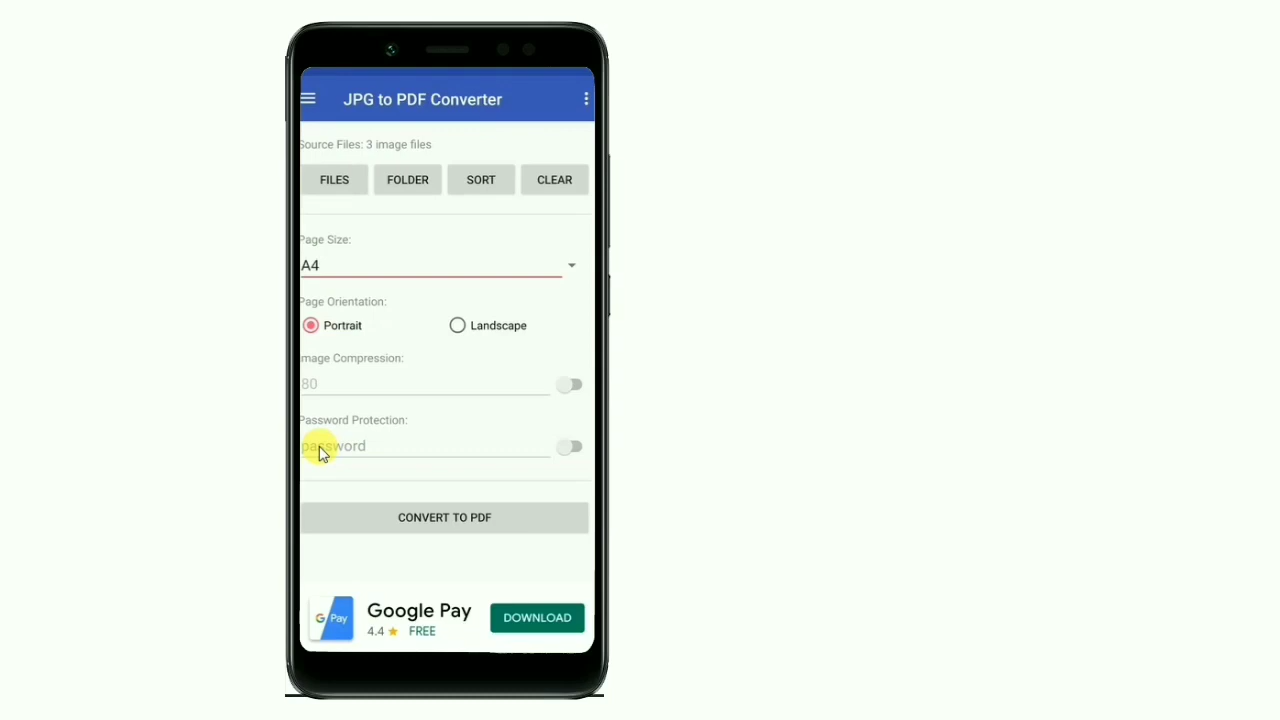 JPG to PDF Converter
Source Files: 3 image files
FILES FOLDER SORT CLEAR
Page Size:
A4
Page Orientation:
Portrait Landscape
Image Compression:
80
Password Protection:
password
CONVERT TO PDF
G Pay
Google Pay
4.4 ★ FREE
DOWNLOAD